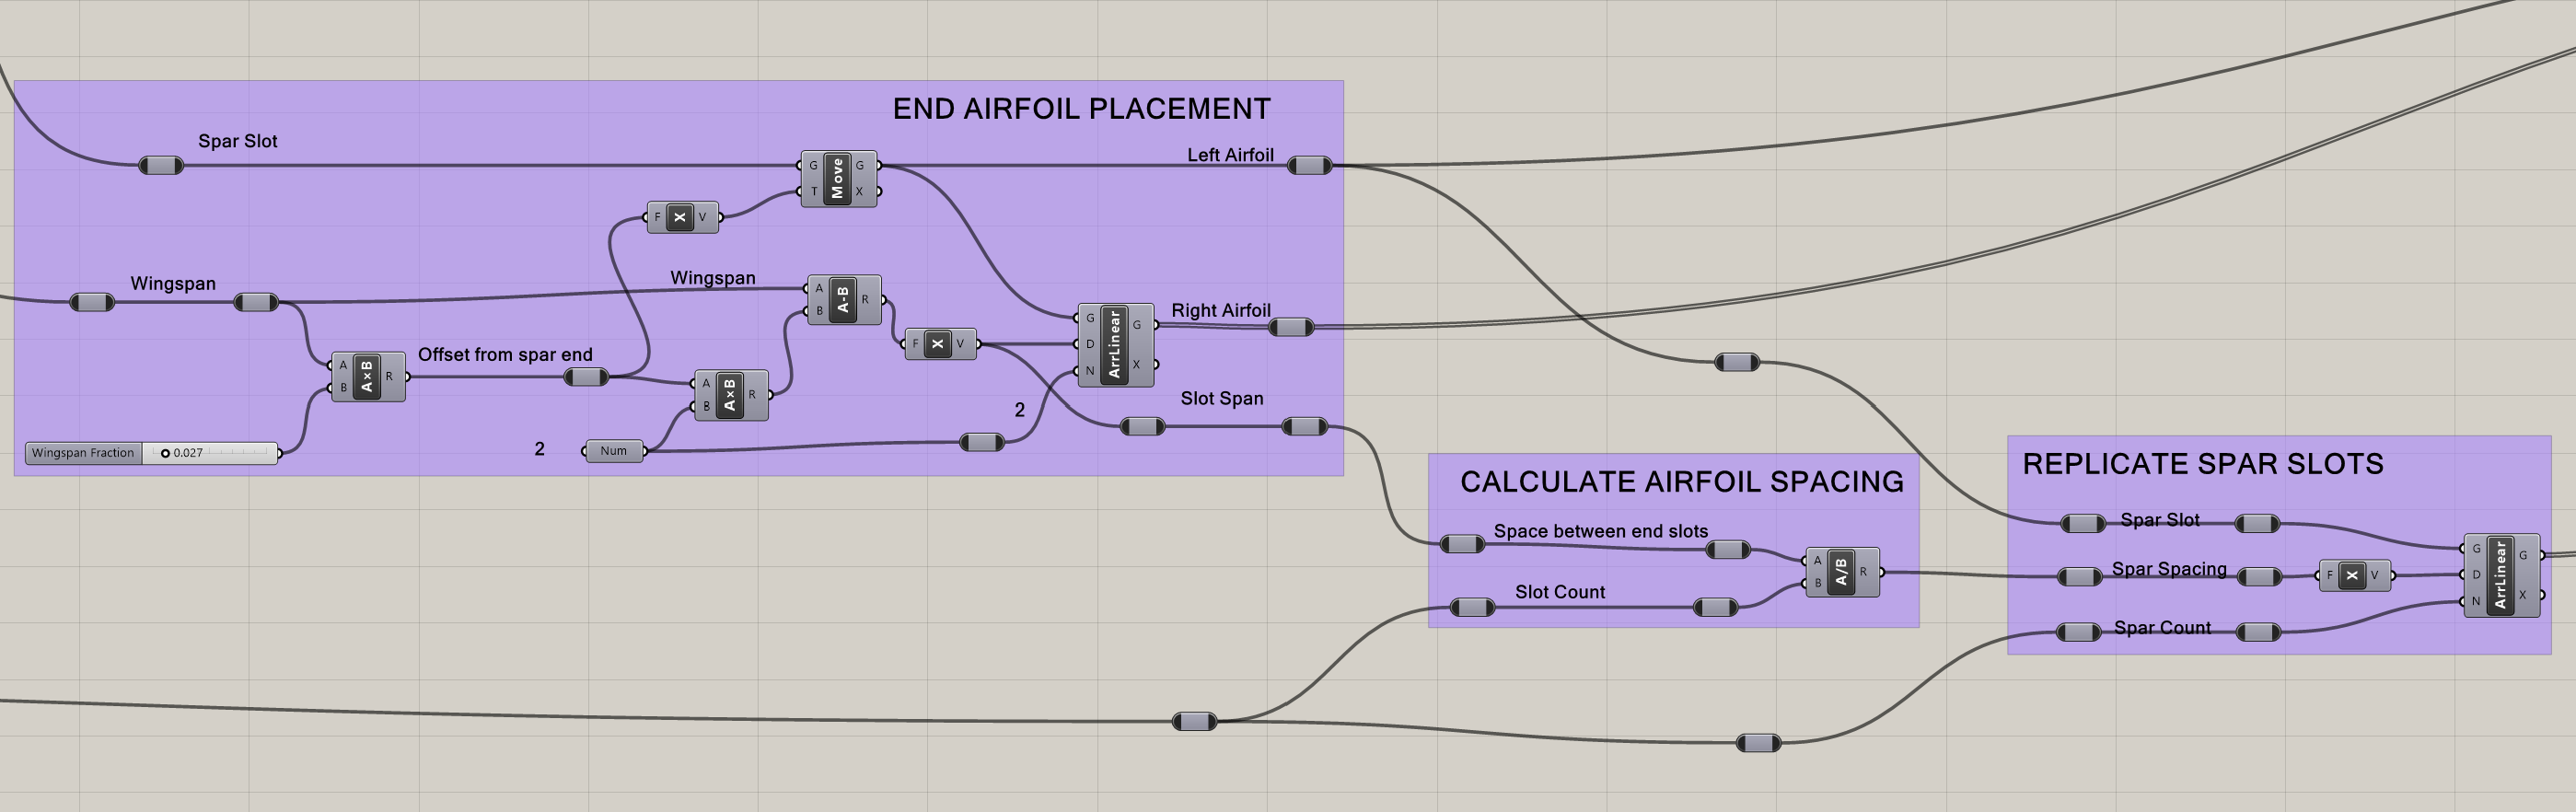 END AIRFOIL PLACEMENT
Spar Slot
Left Airfoil
G
T
Move
G
X
F
X
V
Wingspan
Wingspan
A
B
A-B
R
Right Airfoil
G
D
N
ArrLinear
G
X
F
X
V
Offset from spar end
A
B
A×B
R
A
B
A×B
R
Slot Span
2
2
Num
Wingspan Fraction
0.027
CALCULATE AIRFOIL SPACING
Space between end slots
Slot Count
A
B
A/B
R
REPLICATE SPAR SLOTS
Spar Slot
Spar Spacing
Spar Count
F
X
V
G
D
N
ArrLinear
G
X